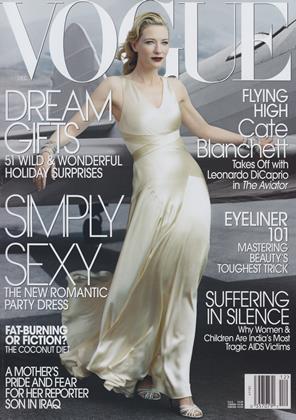 VOGUE
DEC
DREAM
GIFTS
51 WILD & WONDERFUL
HOLIDAY SURPRISES
SIMPLY
SEXY
THE NEW ROMANTIC
PARTY DRESS
FAT-BURNING
OR FICTION?
THE COCONUT DIET
A MOTHER'S
PRIDE AND FEAR
FOR HER REPORTER
SON IN IRAQ
FLYING
HIGH
Cate
Blanchett
Takes Off with
Leonardo DiCaprio
in The Aviator
EYELINER
101
MASTERING
BEAUTY'S
TOUGHEST TRICK
SUFFERING
IN SILENCE
Why Women &
Children Are India's Most
Tragic AIDS Victims